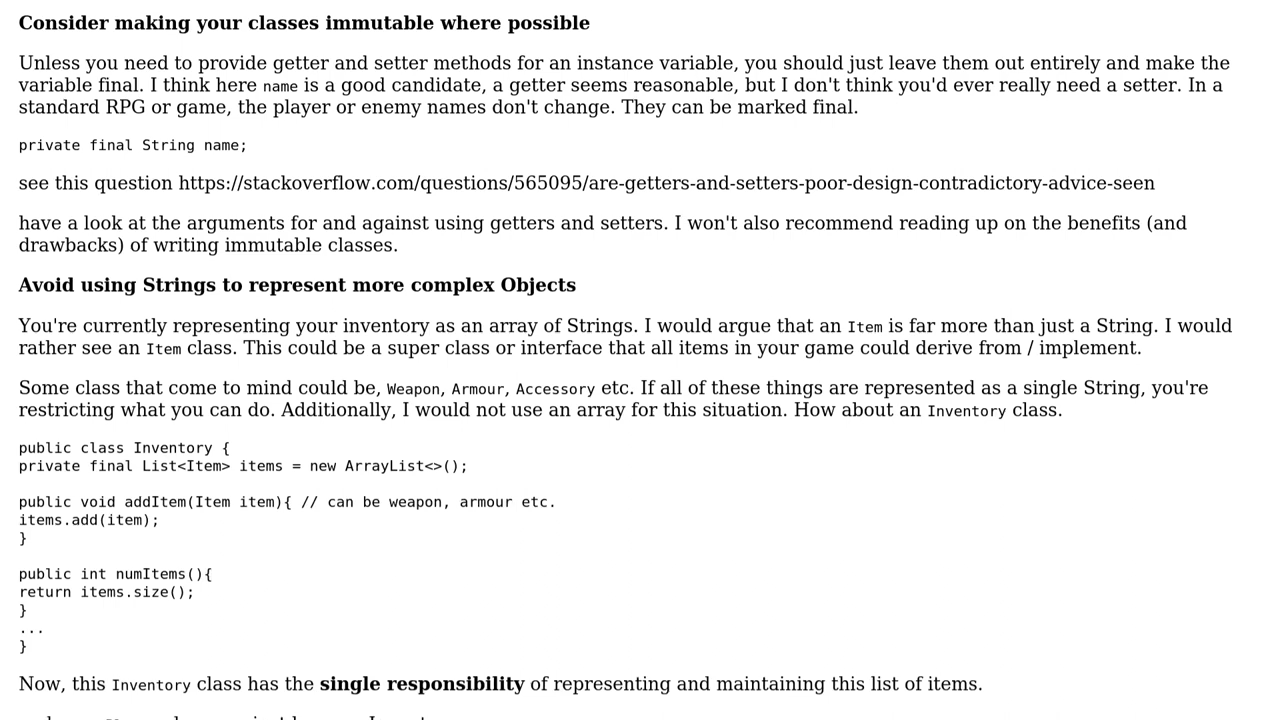 Consider making your classes immutable where possible
Unless you need to provide getter and setter methods for an instance variable, you should just leave them out entirely and make the
variable final. I think here name is a good candidate, a getter seems reasonable, but I don't think you'd ever really need a setter. In a
standard RPG or game, the player or enemy names don't change. They can be marked final.
private final String name;
see this question https://stackoverflow.com/questions/565095/are-getters-and-setters-poor-design-contradictory-advice-seen
have a look at the arguments for and against using getters and setters. I won't also recommend reading up on the benefits (and
drawbacks) of writing immutable classes.
Avoid using Strings to represent more complex Objects
You're currently representing your inventory as an array of Strings. I would argue that an Item is far more than just a String. I would
rather see an Item class. This could be a super class or interface that all items in your game could derive from / implement.
Some class that come to mind could be, Weapon, Armour, Accessory etc. If all of these things are represented as a single String, you're
restricting what you can do. Additionally, I would not use an array for this situation. How about an Inventory class.
public class Inventory {
private final List<Item> items = new ArrayList<>();
public void addItem(Item item){ // can be weapon, armour etc.
items.add(item);
}
public int numItems(){
return items.size();
}
...
}
Now, this Inventory class has the single responsibility of representing and maintaining this list of items.